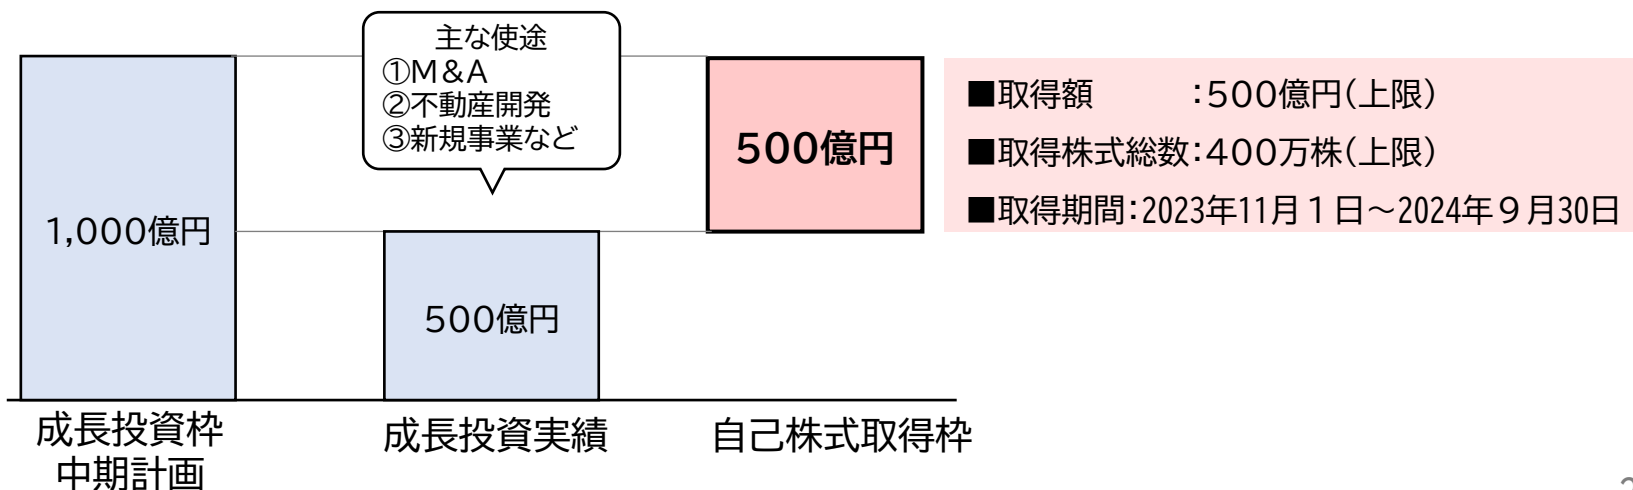 主な使途
①M&A
②不動産開発
③新規事業など
1,000億円
500億円
500億円
■取得額　　　：500億円(上限)
■取得株式総数：400万株(上限)
■取得期間：2023年11月１日～2024年９月30日
成長投資枠
中期計画
成長投資実績
自己株式取得枠